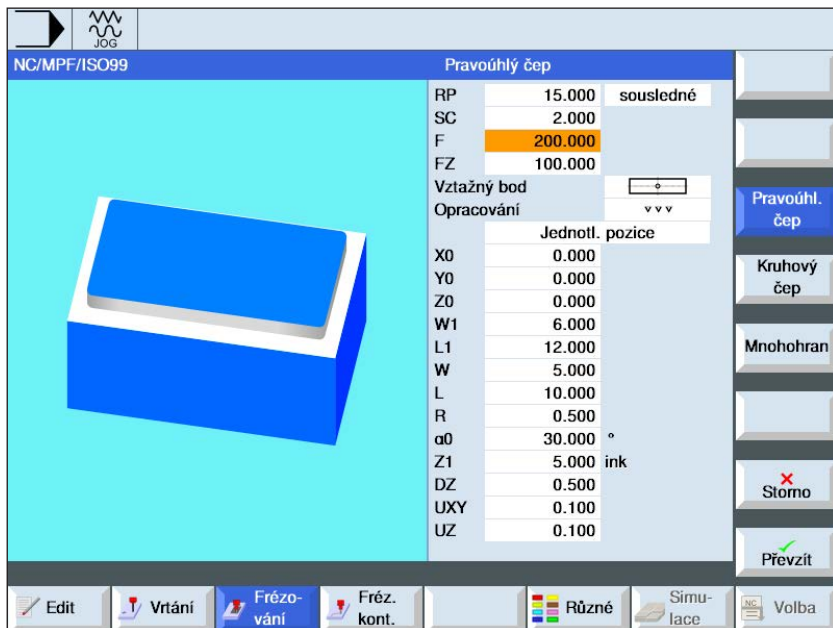 JOG
NC/MPF/ISO99
Pravoúhlý čep
RP 15.000 sousledné
SC 2.000
F 200.000
FZ 100.000
Vztažný bod
Opracování ▿ ▿ ▿
Jednotl. pozice
X0 0.000
Y0 0.000
Z0 0.000
W1 6.000
L1 12.000
W 5.000
L 10.000
R 0.500
α0 30.000 °
Z1 5.000 ink
DZ 0.500
UXY 0.100
UZ 0.100
Pravoúhl.
čep
Kruhový
čep
Mnohohran
Storno
Převzít
Edit
Vrtání
Frézo-
vání
Fréz.
kont.
Různé
Simu-
lace
NC
Volba